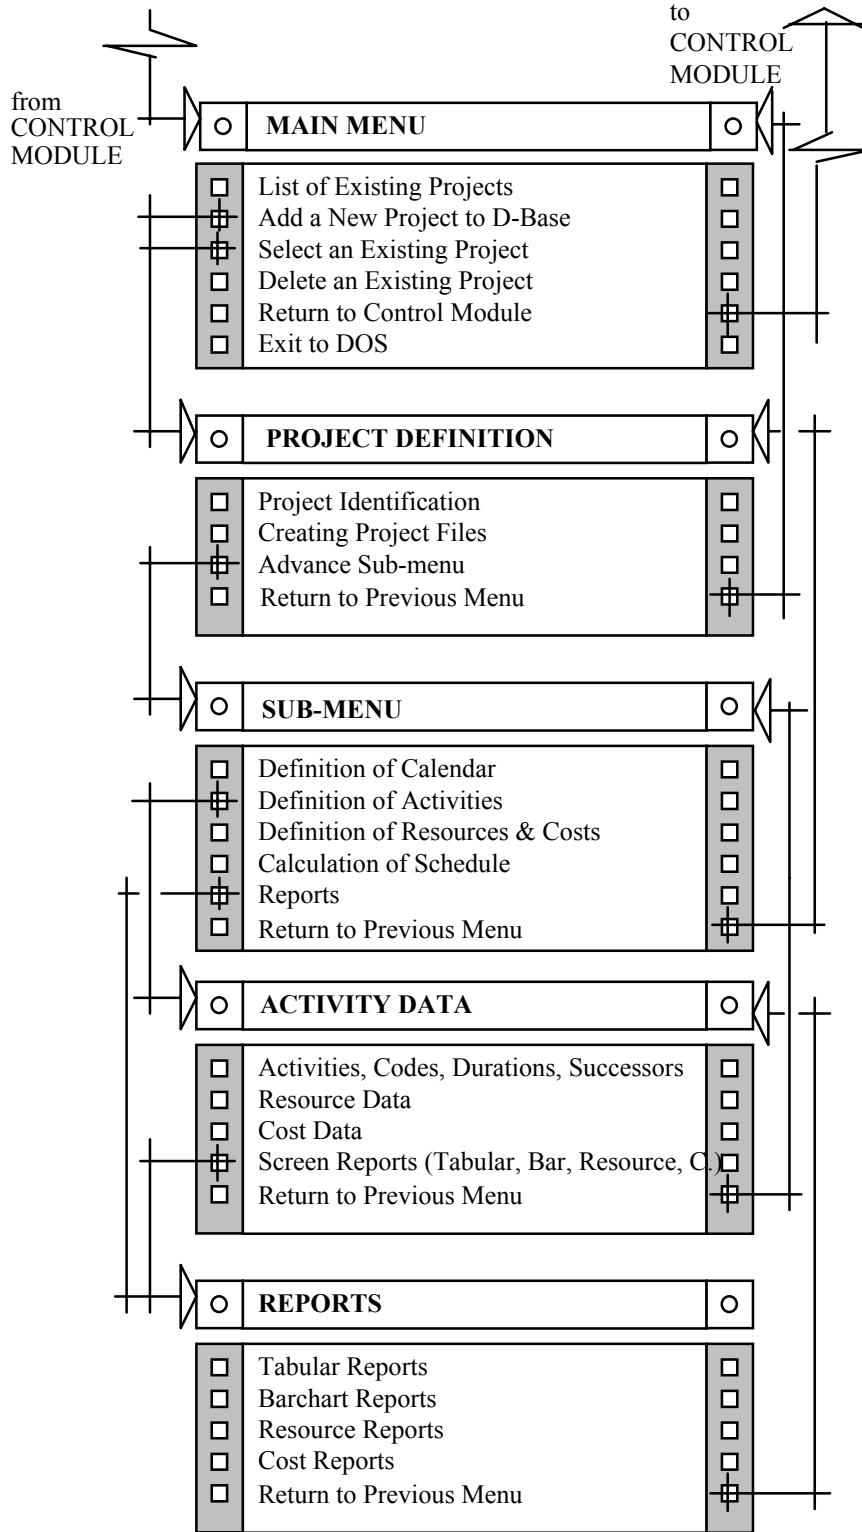 to
CONTROL
MODULE
from
CONTROL
MODULE
MAIN MENU
List of Existing Projects
Add a New Project to D-Base
Select an Existing Project
Delete an Existing Project
Return to Control Module
Exit to DOS
PROJECT DEFINITION
Project Identification
Creating Project Files
Advance Sub-menu
Return to Previous Menu
SUB-MENU
Definition of Calendar
Definition of Activities
Definition of Resources & Costs
Calculation of Schedule
Reports
Return to Previous Menu
ACTIVITY DATA
Activities, Codes, Durations, Successors
Resource Data
Cost Data
Screen Reports (Tabular, Bar, Resource, C.)
Return to Previous Menu
REPORTS
Tabular Reports
Barchart Reports
Resource Reports
Cost Reports
Return to Previous Menu